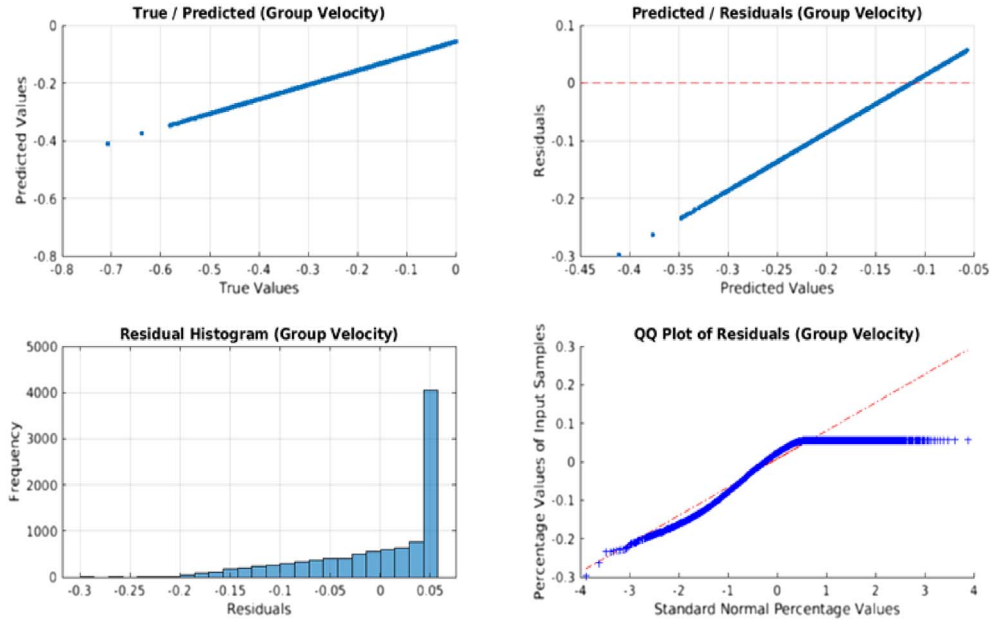 True / Predicted (Group Velocity)
0
-0.2
-0.4
-0.6
-0.8
Predicted Values
-0.8 -0.7 -0.6 -0.5 -0.4 -0.3 -0.2 -0.1 0
True Values
Predicted / Residuals (Group Velocity)
0.1
0
-0.1
-0.2
-0.3
Residuals
-0.45 -0.4 -0.35 -0.3 -0.25 -0.2 -0.15 -0.1 -0.05
Predicted Values
Residual Histogram (Group Velocity)
5000
4000
3000
2000
1000
0
Frequency
-0.3 -0.25 -0.2 -0.15 -0.1 -0.05 0 0.05
Residuals
QQ Plot of Residuals (Group Velocity)
0.3
0.2
0.1
0
-0.1
-0.2
-0.3
Percentage Values of Input Samples
-4 -3 -2 -1 0 1 2 3 4
Standard Normal Percentage Values